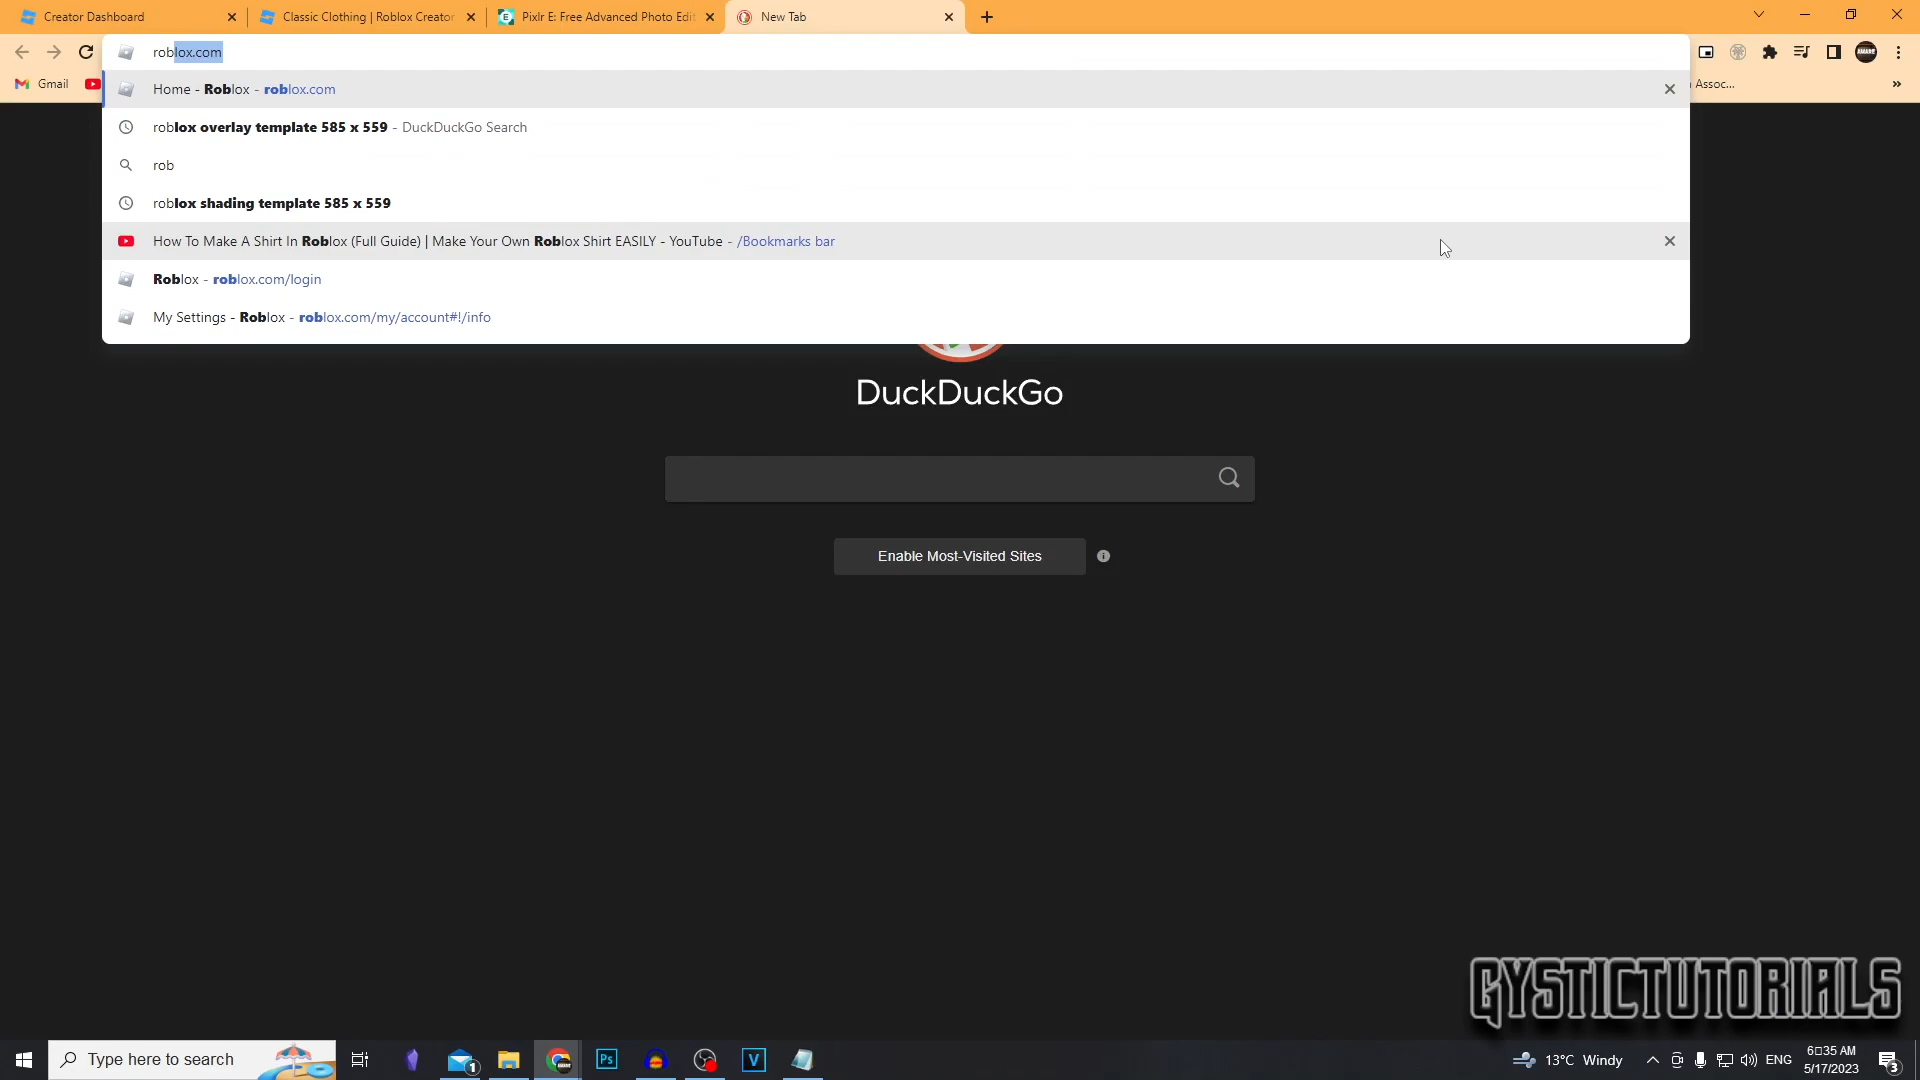 Creator Dashboard
Classic Clothing | Roblox Creator
Pixlr E: Free Advanced Photo Edit
New Tab
roblox.com
Gmail
Assoc...
Home - Roblox - roblox.com
roblox overlay template 585 x 559 - DuckDuckGo Search
rob
roblox shading template 585 x 559
How To Make A Shirt In Roblox (Full Guide) | Make Your Own Roblox Shirt EASILY - YouTube - /Bookmarks bar
Roblox - roblox.com/login
My Settings - Roblox - roblox.com/my/account#!/info
DuckDuckGo
Enable Most-Visited Sites
GYSTICTUTORIALS
Type here to search
1
Ps
V
13°C Windy
ENG
6□35 AM
5/17/2023
3